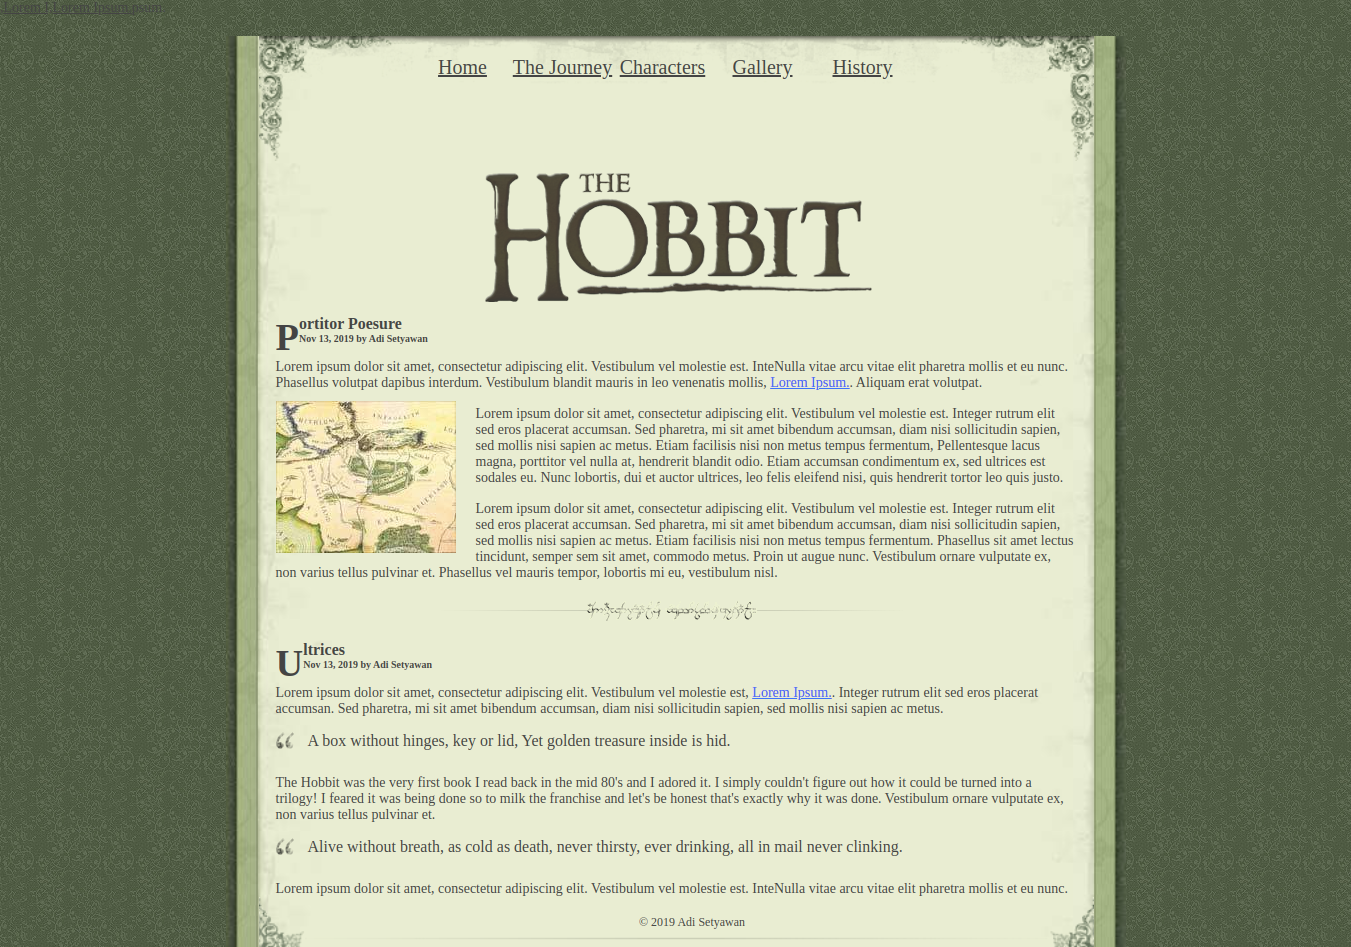 Home The Journey Characters Gallery History
THE
HOBBIT
Portitor Poesure
Nov 13, 2019 by Adi Setyawan
Lorem ipsum dolor sit amet, consectetur adipiscing elit. Vestibulum vel molestie est. InteNulla vitae arcu vitae elit pharetra mollis et eu nunc.
Phasellus volutpat dapibus interdum. Vestibulum blandit mauris in leo venenatis mollis, Lorem Ipsum.. Aliquam erat volutpat.
HITHLUM
WEST BELERIAND
EAST BELERIAND
Lorem ipsum dolor sit amet, consectetur adipiscing elit. Vestibulum vel molestie est. Integer rutrum elit
sed eros placerat accumsan. Sed pharetra, mi sit amet bibendum accumsan, diam nisi sollicitudin sapien,
sed mollis nisi sapien ac metus. Etiam facilisis nisi non metus tempus fermentum, Pellentesque lacus
magna, porttitor vel nulla at, hendrerit blandit odio. Etiam accumsan condimentum ex, sed ultrices est
sodales eu. Nunc lobortis, dui et auctor ultrices, leo felis eleifend nisi, quis hendrerit tortor leo quis justo.
Lorem ipsum dolor sit amet, consectetur adipiscing elit. Vestibulum vel molestie est. Integer rutrum elit
sed eros placerat accumsan. Sed pharetra, mi sit amet bibendum accumsan, diam nisi sollicitudin sapien,
sed mollis nisi sapien ac metus. Etiam facilisis nisi non metus tempus fermentum. Phasellus sit amet lectus
tincidunt, semper sem sit amet, commodo metus. Proin ut augue nunc. Vestibulum ornare vulputate ex,
non varius tellus pulvinar et. Phasellus vel mauris tempor, lobortis mi eu, vestibulum nisl.
Ultrices
Nov 13, 2019 by Adi Setyawan
Lorem ipsum dolor sit amet, consectetur adipiscing elit. Vestibulum vel molestie est, Lorem Ipsum.. Integer rutrum elit sed eros placerat
accumsan. Sed pharetra, mi sit amet bibendum accumsan, diam nisi sollicitudin sapien, sed mollis nisi sapien ac metus.
“ A box without hinges, key or lid, Yet golden treasure inside is hid.
The Hobbit was the very first book I read back in the mid 80's and I adored it. I simply couldn't figure out how it could be turned into a
trilogy! I feared it was being done so to milk the franchise and let's be honest that's exactly why it was done. Vestibulum ornare vulputate ex,
non varius tellus pulvinar et.
“ Alive without breath, as cold as death, never thirsty, ever drinking, all in mail never clinking.
Lorem ipsum dolor sit amet, consectetur adipiscing elit. Vestibulum vel molestie est. InteNulla vitae arcu vitae elit pharetra mollis et eu nunc.
© 2019 Adi Setyawan